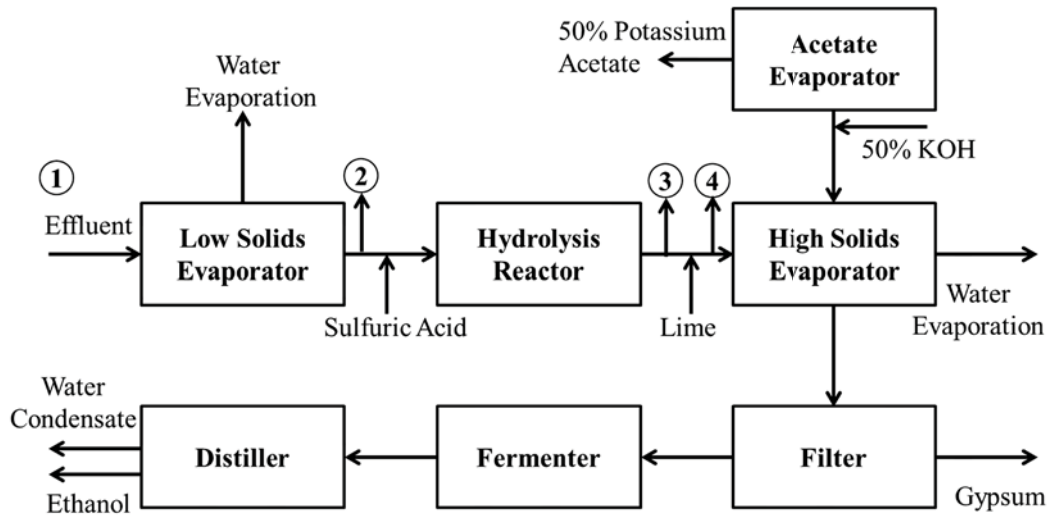 50% Potassium
Acetate
Acetate
Evaporator
Water
Evaporation
50% KOH
1
2
3
4
Effluent
Low Solids
Evaporator
Hydrolysis
Reactor
High Solids
Evaporator
Sulfuric Acid
Lime
Water
Evaporation
Water
Condensate
Distiller
Fermenter
Filter
Ethanol
Gypsum